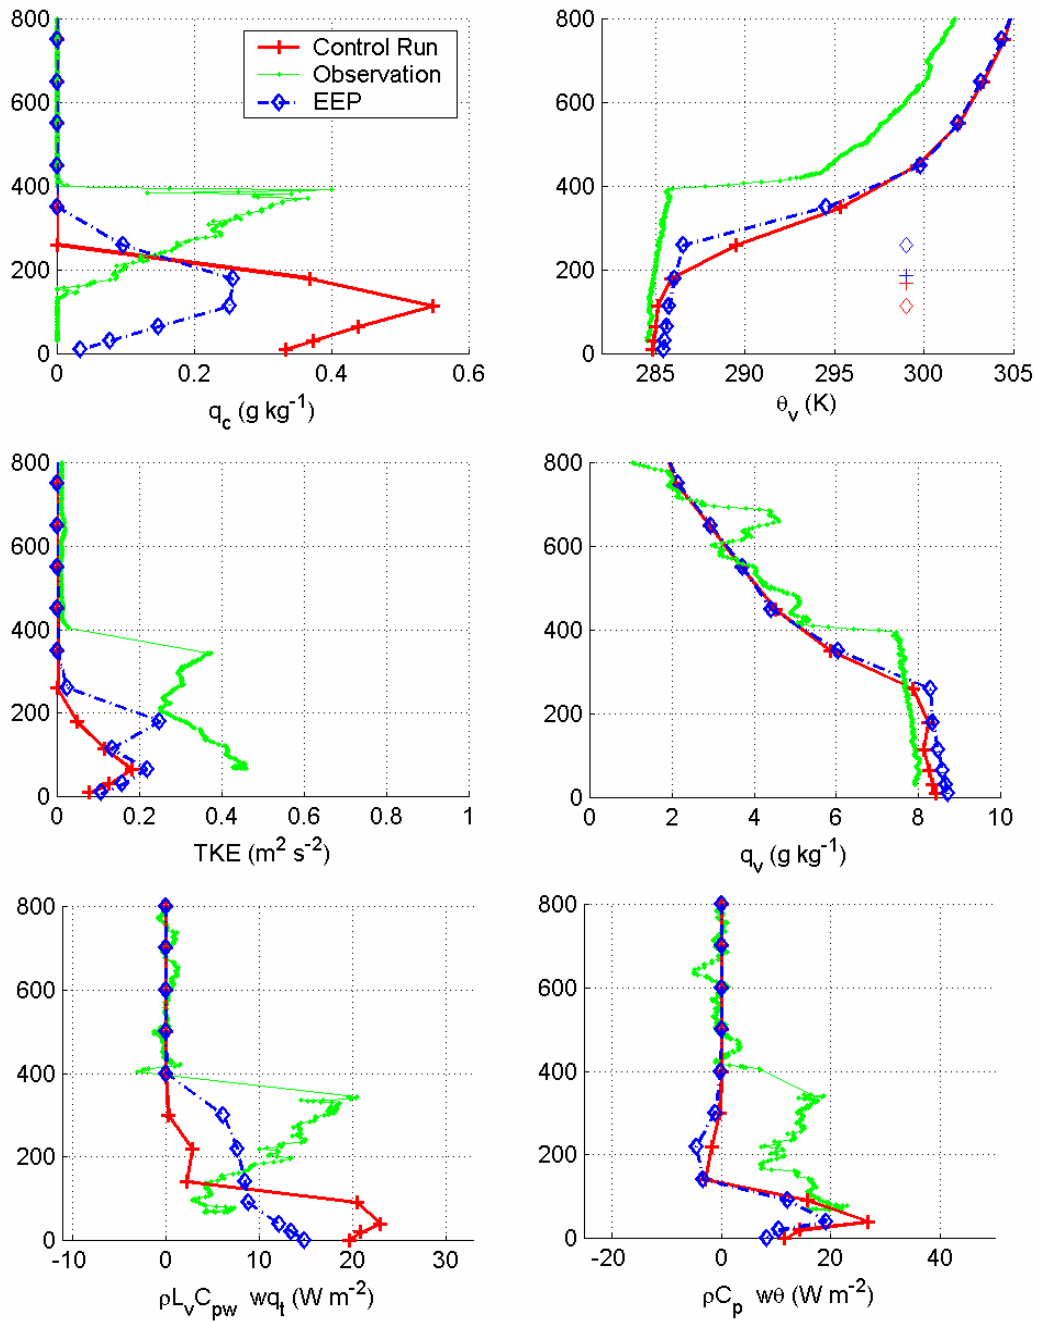 800
600
400
200
0
Control Run
Observation
EEP
0 0.2 0.4 0.6
q_c (g kg⁻¹)
800
600
400
200
0
285 290 295 300 305
θ_v (K)
800
600
400
200
0
0 0.2 0.4 0.6 0.8 1
TKE (m² s⁻²)
800
600
400
200
0
0 2 4 6 8 10
q_v (g kg⁻¹)
800
600
400
200
0
-10 0 10 20 30
ρL_vC_pw wq_t (W m⁻²)
800
600
400
200
0
-20 0 20 40
ρC_p wθ (W m⁻²)